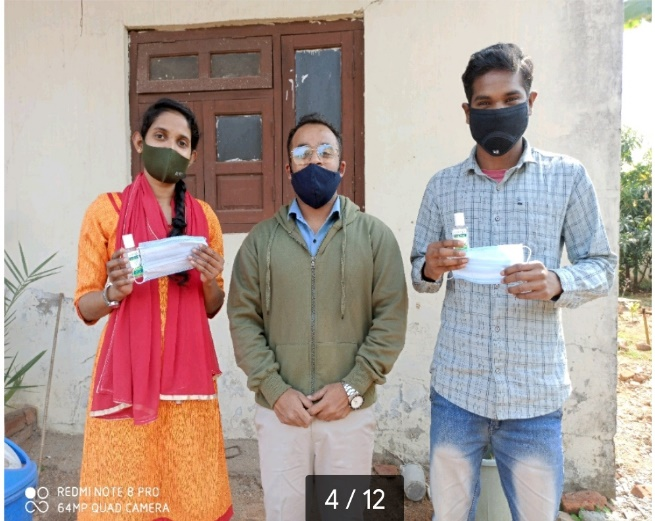 REDMI NOTE 8 PRO
64MP QUAD CAMERA
4 / 12